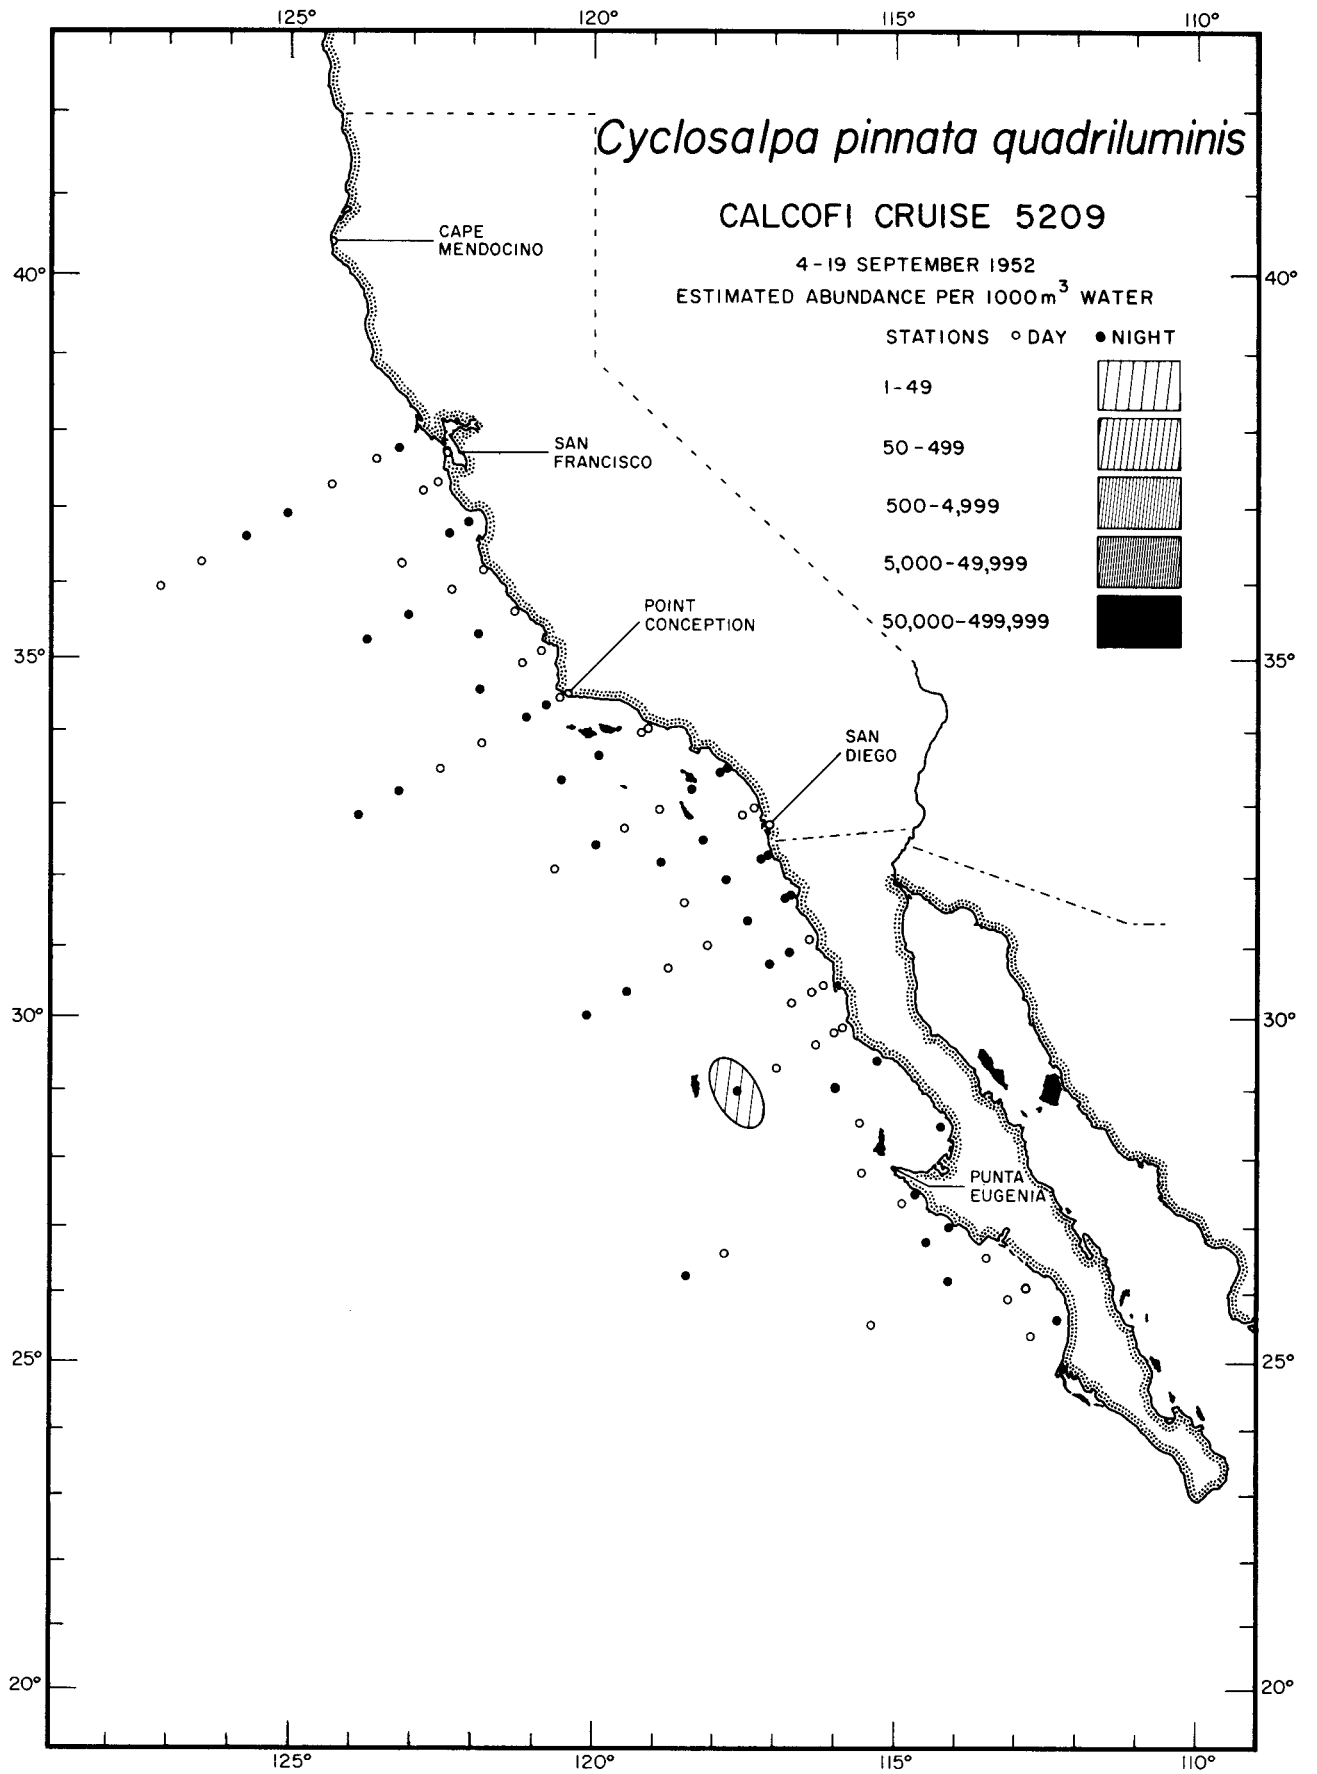 125° 120° 115° 110°
Cyclosalpa pinnata quadriluminis
CALCOFI CRUISE 5209
4-19 SEPTEMBER 1952
ESTIMATED ABUNDANCE PER 1000m³ WATER
STATIONS ○ DAY ● NIGHT
1-49
50-499
500-4,999
5,000-49,999
50,000-499,999
CAPE
MENDOCINO
40° 40°
SAN
FRANCISCO
POINT
CONCEPTION
35° 35°
SAN
DIEGO
30° 30°
PUNTA
EUGENIA
25° 25°
20° 20°
125° 120° 115° 110°